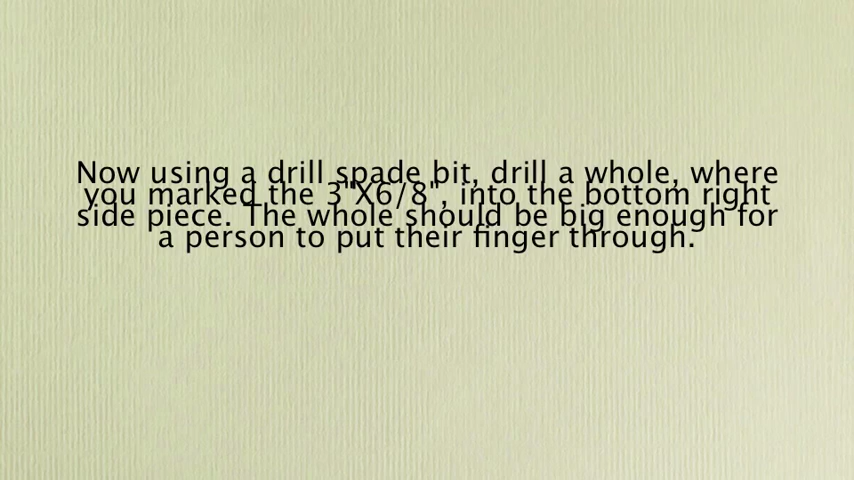 Now using a drill spade bit, drill a whole, where
you marked the 3"X6/8", into the bottom right
side piece. The whole should be big enough for
a person to put their finger through.